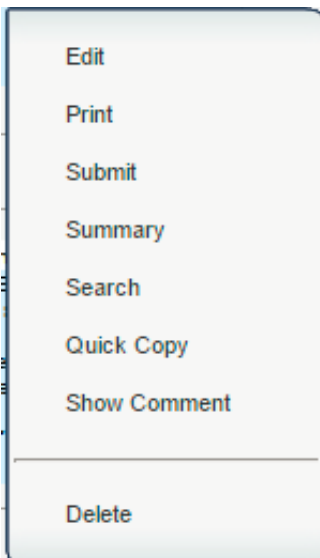 Edit
Print
Submit
Summary
Search
Quick Copy
Show Comment
Delete